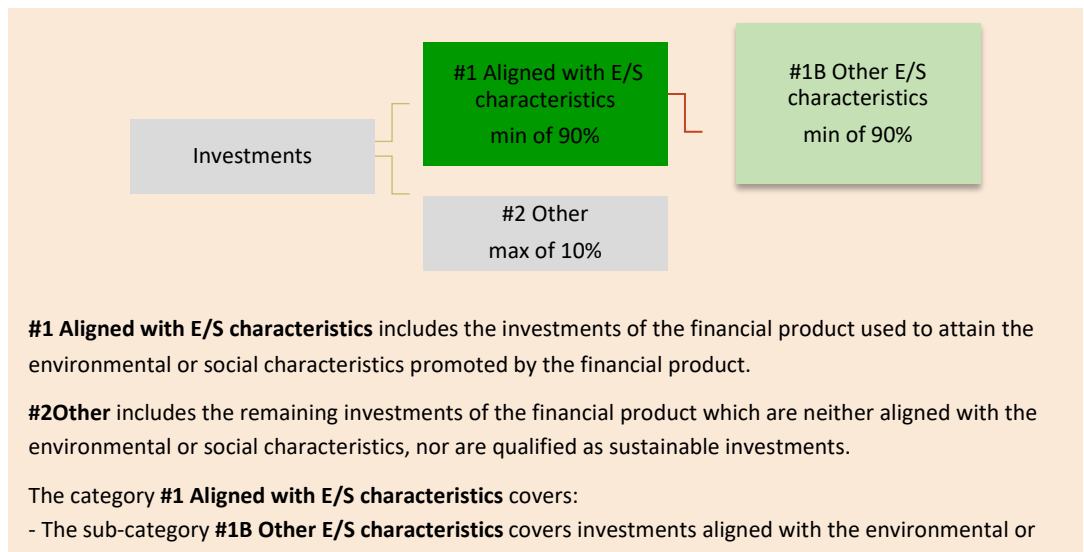 #1 Aligned with E/S
characteristics
min of 90%
#1B Other E/S
characteristics
min of 90%
Investments
#2 Other
max of 10%
#1 Aligned with E/S characteristics includes the investments of the financial product used to attain the
environmental or social characteristics promoted by the financial product.
#2Other includes the remaining investments of the financial product which are neither aligned with the
environmental or social characteristics, nor are qualified as sustainable investments.
The category #1 Aligned with E/S characteristics covers:
- The sub-category #1B Other E/S characteristics covers investments aligned with the environmental or